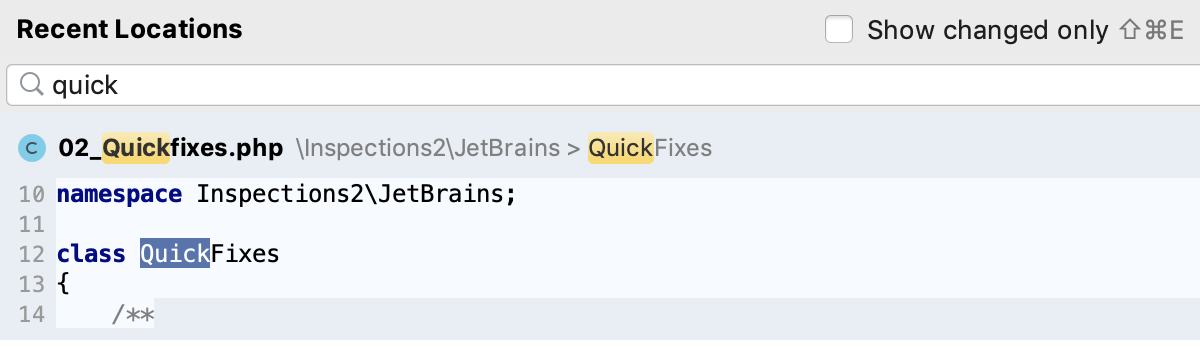 Recent Locations Show changed only ⇧⌘E
quick
C 02_Quickfixes.php \Inspections2\JetBrains > QuickFixes
10 namespace Inspections2\JetBrains;
11
12 class QuickFixes
13 {
14 /**